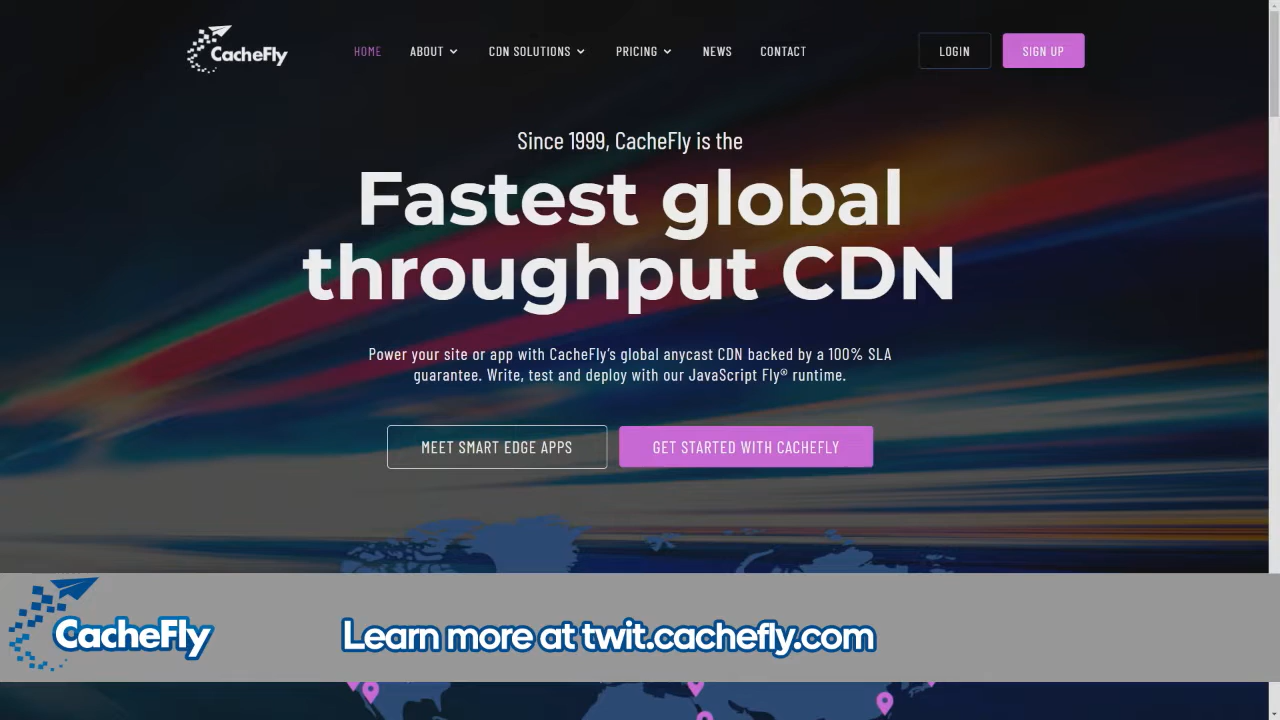 CacheFly
HOME ABOUT CDN SOLUTIONS PRICING NEWS CONTACT LOGIN SIGN UP
Since 1999, CacheFly is the
Fastest global
throughput CDN
Power your site or app with CacheFly's global anycast CDN backed by a 100% SLA
guarantee. Write, test and deploy with our JavaScript Fly® runtime.
MEET SMART EDGE APPS GET STARTED WITH CACHEFLY
CacheFly Learn more at twit.cachefly.com